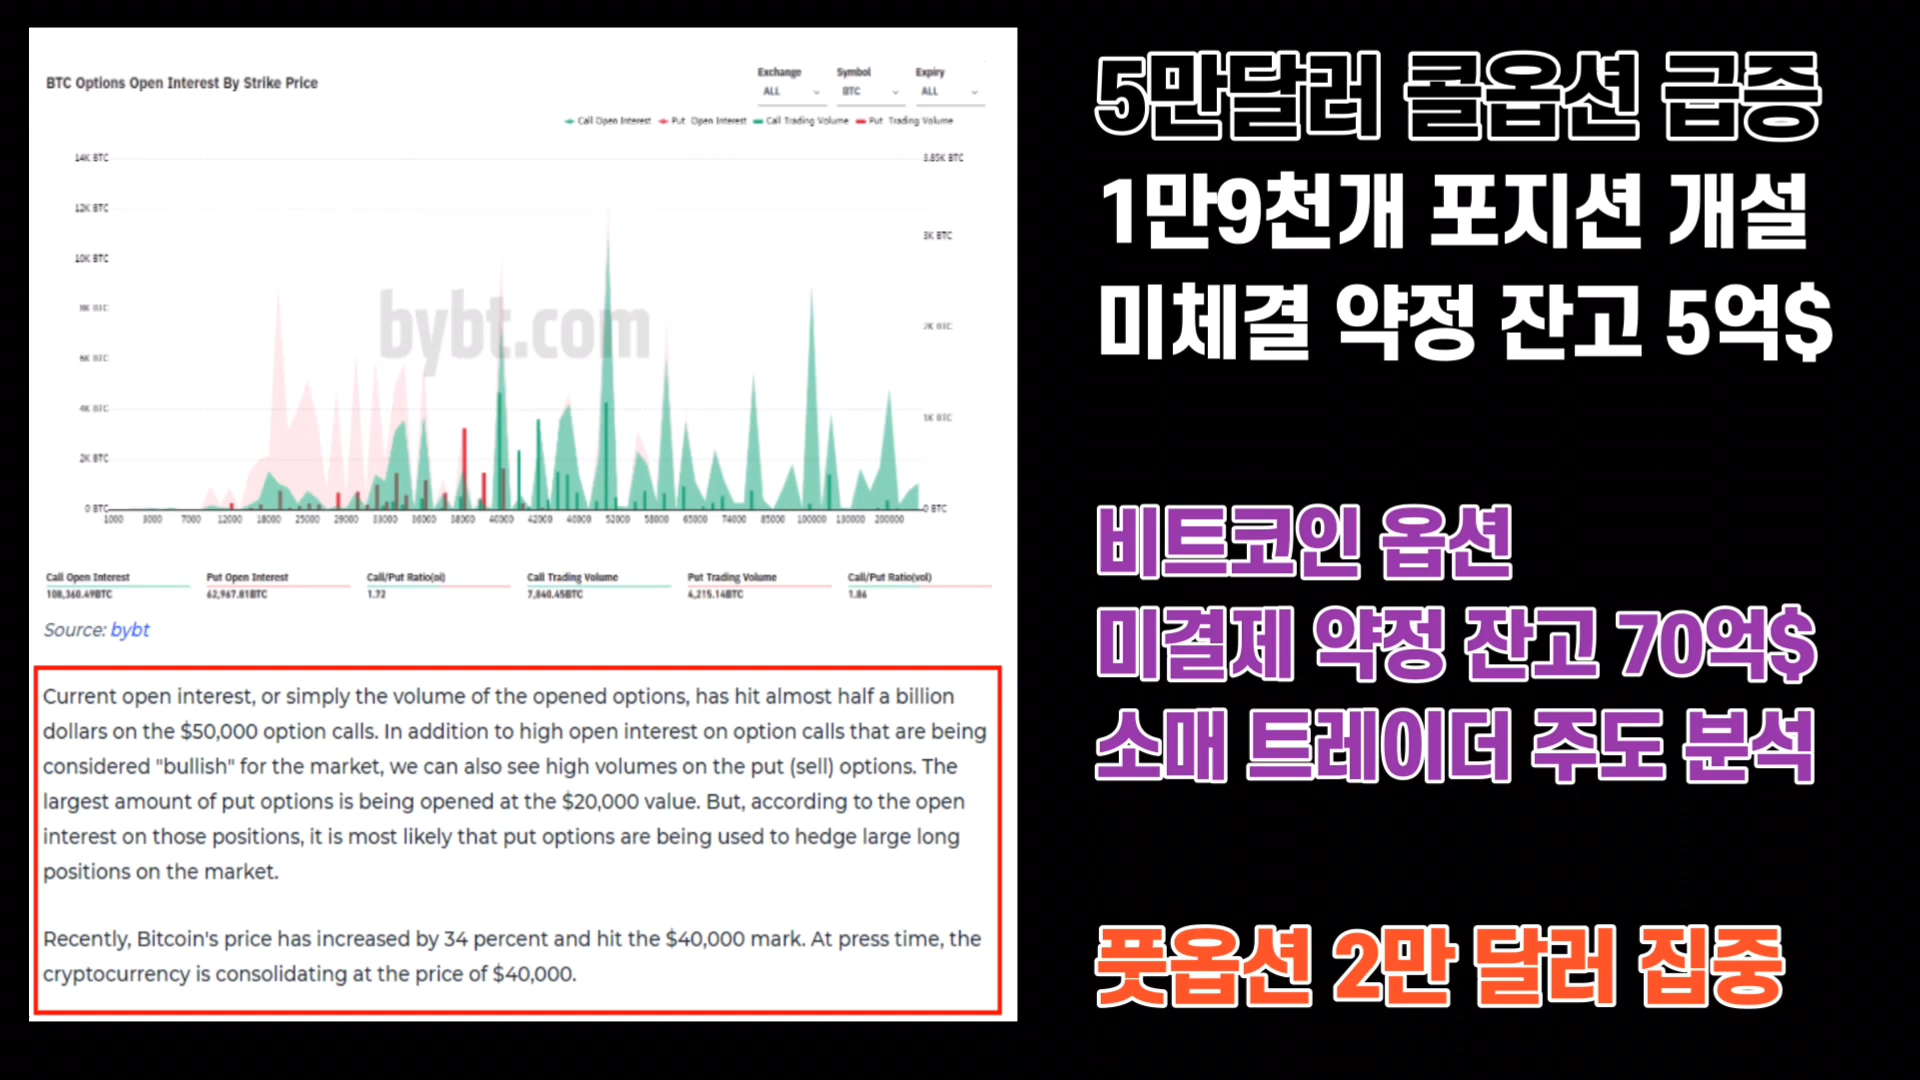 BTC Options Open Interest By Strike Price
Exchange Symbol Expiry
ALL BTC ALL
Call Open Interest Put Open Interest Call Trading Volume Put Trading Volume
14K BTC
12K BTC
10K BTC
8K BTC
6K BTC
4K BTC
2K BTC
0 BTC
3.85K BTC
3K BTC
2K BTC
1K BTC
0 BTC
bybt.com
1000 3000 7000 12000 18000 25000 29000 33000 36000 38000 40000 42000 46000 52000 58000 65000 74000 85000 100000 130000 200000
Call Open Interest Put Open Interest Call/Put Ratio(oi) Call Trading Volume Put Trading Volume Call/Put Ratio(vol)
108,360.49BTC 62,967.81BTC 1.72 7,840.45BTC 4,215.14BTC 1.86
Source: bybt
Current open interest, or simply the volume of the opened options, has hit almost half a billion
dollars on the $50,000 option calls. In addition to high open interest on option calls that are being
considered "bullish" for the market, we can also see high volumes on the put (sell) options. The
largest amount of put options is being opened at the $20,000 value. But, according to the open
interest on those positions, it is most likely that put options are being used to hedge large long
positions on the market.
Recently, Bitcoin's price has increased by 34 percent and hit the $40,000 mark. At press time, the
cryptocurrency is consolidating at the price of $40,000.
5만달러 콜옵션 급증
1만9천개 포지션 개설
미체결 약정 잔고 5억$
비트코인 옵션
미결제 약정 잔고 70억$
소매 트레이더 주도 분석
풋옵션 2만 달러 집중